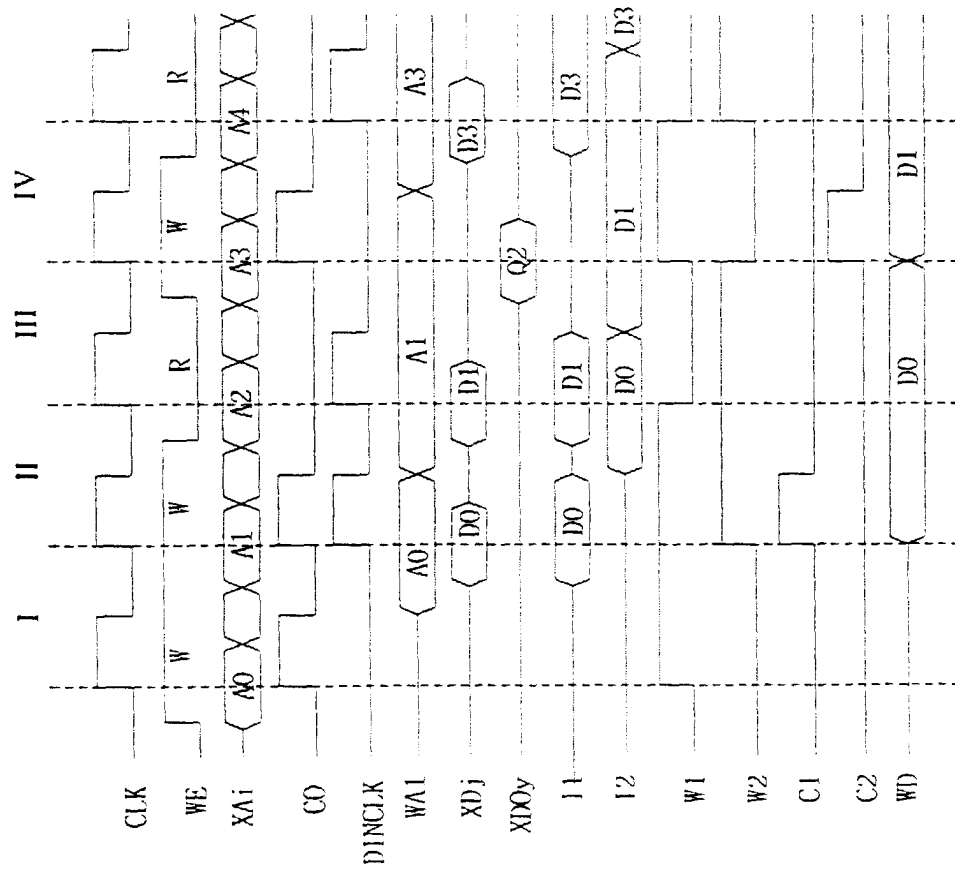 I II III IV
CLK
WE W W R W R
XAi A0 A1 A2 A3 A4
CO
DINCLK
WA1 A0 A1 A3
XDj D0 D1 D3
XDOy Q2
I1 D0 D1 D3
I2 D0 D1 D3
W1
W2
C1
C2
WD D0 D1